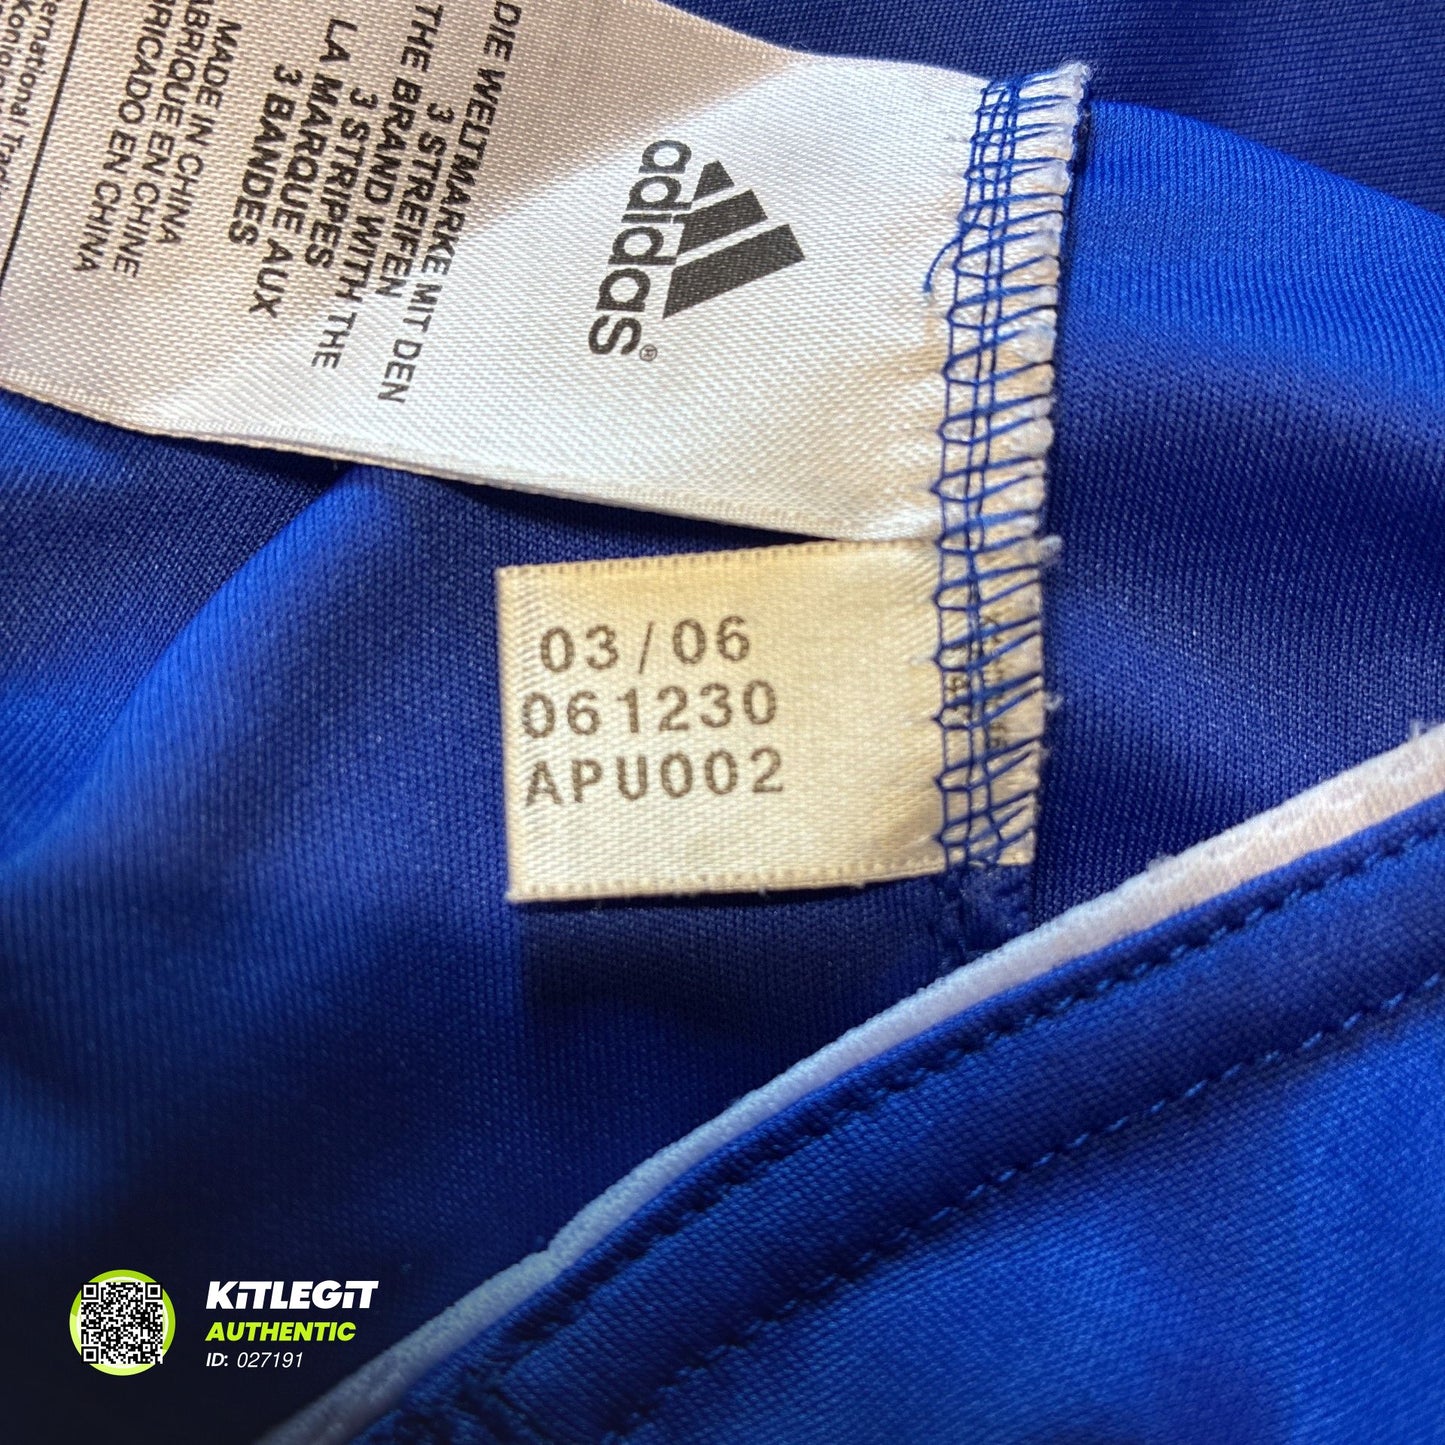 adidas®
DIE WELTMARKE MIT DEN
3 STREIFEN
THE BRAND WITH THE
3 STRIPES
LA MARQUE AUX
3 BANDES
MADE IN CHINA
FABRIQUE EN CHINE
FABRICADO EN CHINA
03/06
061230
APU002
KiTLEGiT
AUTHENTIC
ID: 027191